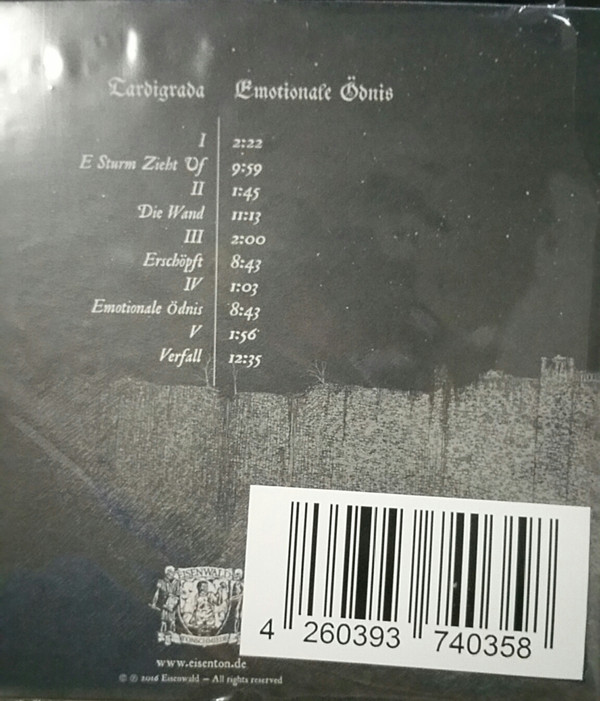 Tardigrada Emotionale Ödnis
I 2:22
E Sturm Zieht Uf 9:59
II 1:45
Die Wand 11:13
III 2:00
Erschöpft 8:43
IV 1:03
Emotionale Ödnis 8:43
V 1:56
Verfall 12:35
EISENWALD
TONSCHMIEDE
www.eisenton.de
© ℗ 2016 Eisenwald – All rights reserved
4 260393 740358